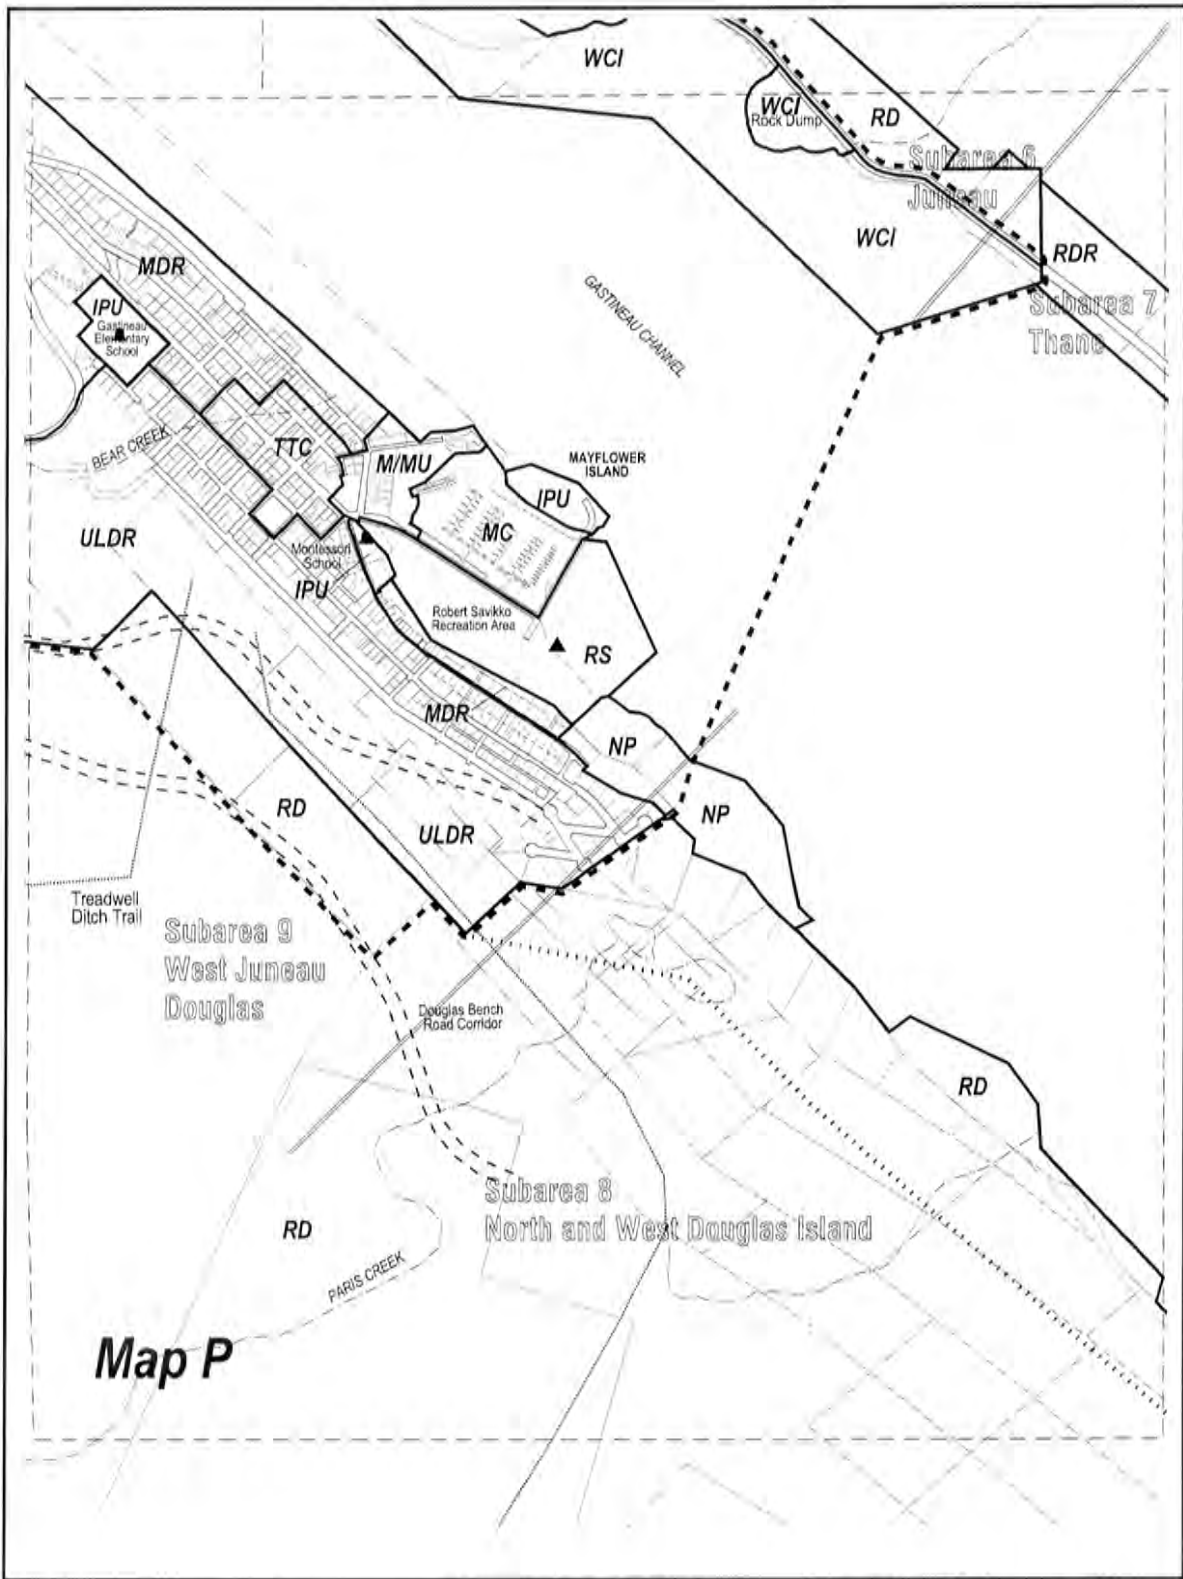 WCI
WCI
Rock Dump
RD
Subarea 6
Juneau
WCI
RDR
MDR
GASTINEAU CHANNEL
Subarea 7
Thane
IPU
Gastineau
Elementary
School
BEAR CREEK
TTC
M/MU
MAYFLOWER
ISLAND
IPU
MC
ULDR
Montessori
School
IPU
Robert Savikko
Recreation Area
RS
MDR
NP
RD
ULDR
NP
Treadwell
Ditch Trail
Subarea 9
West Juneau
Douglas
Douglas Bench
Road Corridor
RD
Subarea 8
North and West Douglas Island
RD
PARIS CREEK
Map P